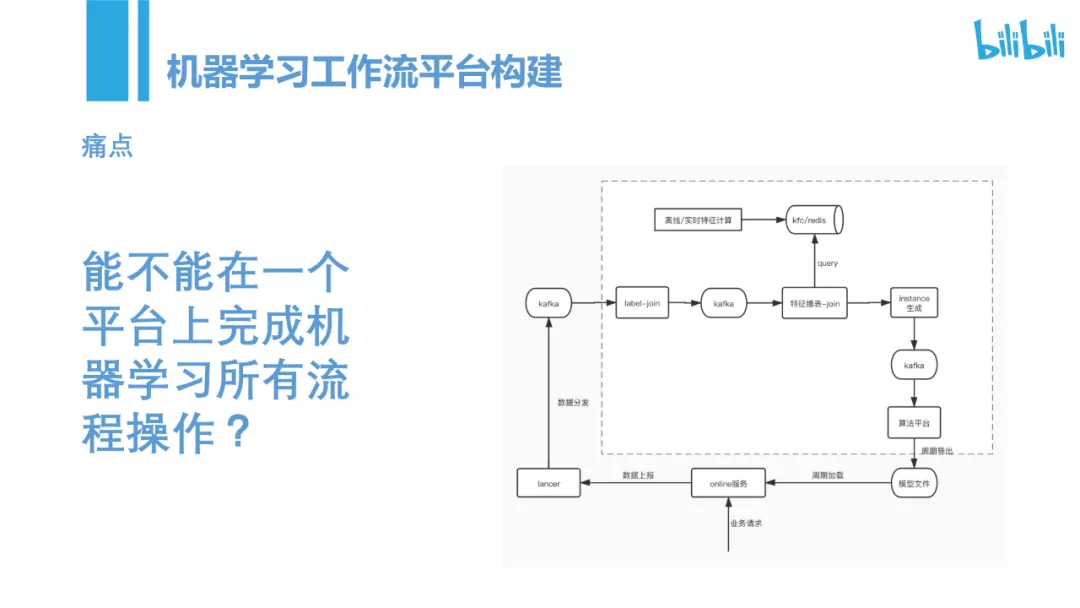 机器学习工作流平台构建
bilibili
痛点
能不能在一个
平台上完成机
器学习所有流
程操作？
离线/实时特征计算
kfc/redis
query
kafka
label-join
kafka
特征播表-join
instance
生成
kafka
数据分发
算法平台
周期导出
lancer
数据上报
online服务
周期加载
模型文件
业务请求